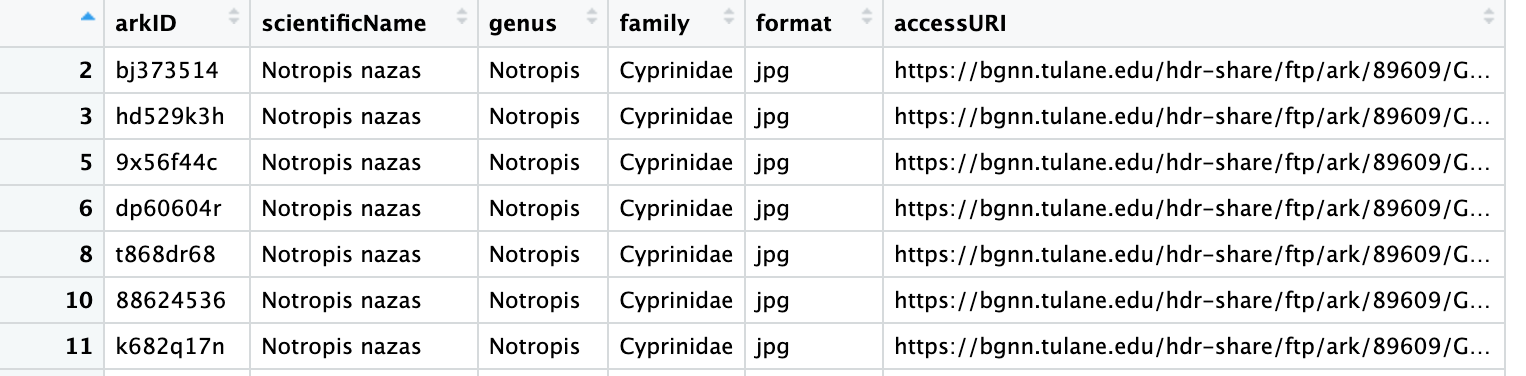 arkID scientificName genus family format accessURI
2 bj373514 Notropis nazas Notropis Cyprinidae jpg https://bgnn.tulane.edu/hdr-share/ftp/ark/89609/G...
3 hd529k3h Notropis nazas Notropis Cyprinidae jpg https://bgnn.tulane.edu/hdr-share/ftp/ark/89609/G...
5 9x56f44c Notropis nazas Notropis Cyprinidae jpg https://bgnn.tulane.edu/hdr-share/ftp/ark/89609/G...
6 dp60604r Notropis nazas Notropis Cyprinidae jpg https://bgnn.tulane.edu/hdr-share/ftp/ark/89609/G...
8 t868dr68 Notropis nazas Notropis Cyprinidae jpg https://bgnn.tulane.edu/hdr-share/ftp/ark/89609/G...
10 88624536 Notropis nazas Notropis Cyprinidae jpg https://bgnn.tulane.edu/hdr-share/ftp/ark/89609/G...
11 k682q17n Notropis nazas Notropis Cyprinidae jpg https://bgnn.tulane.edu/hdr-share/ftp/ark/89609/G...